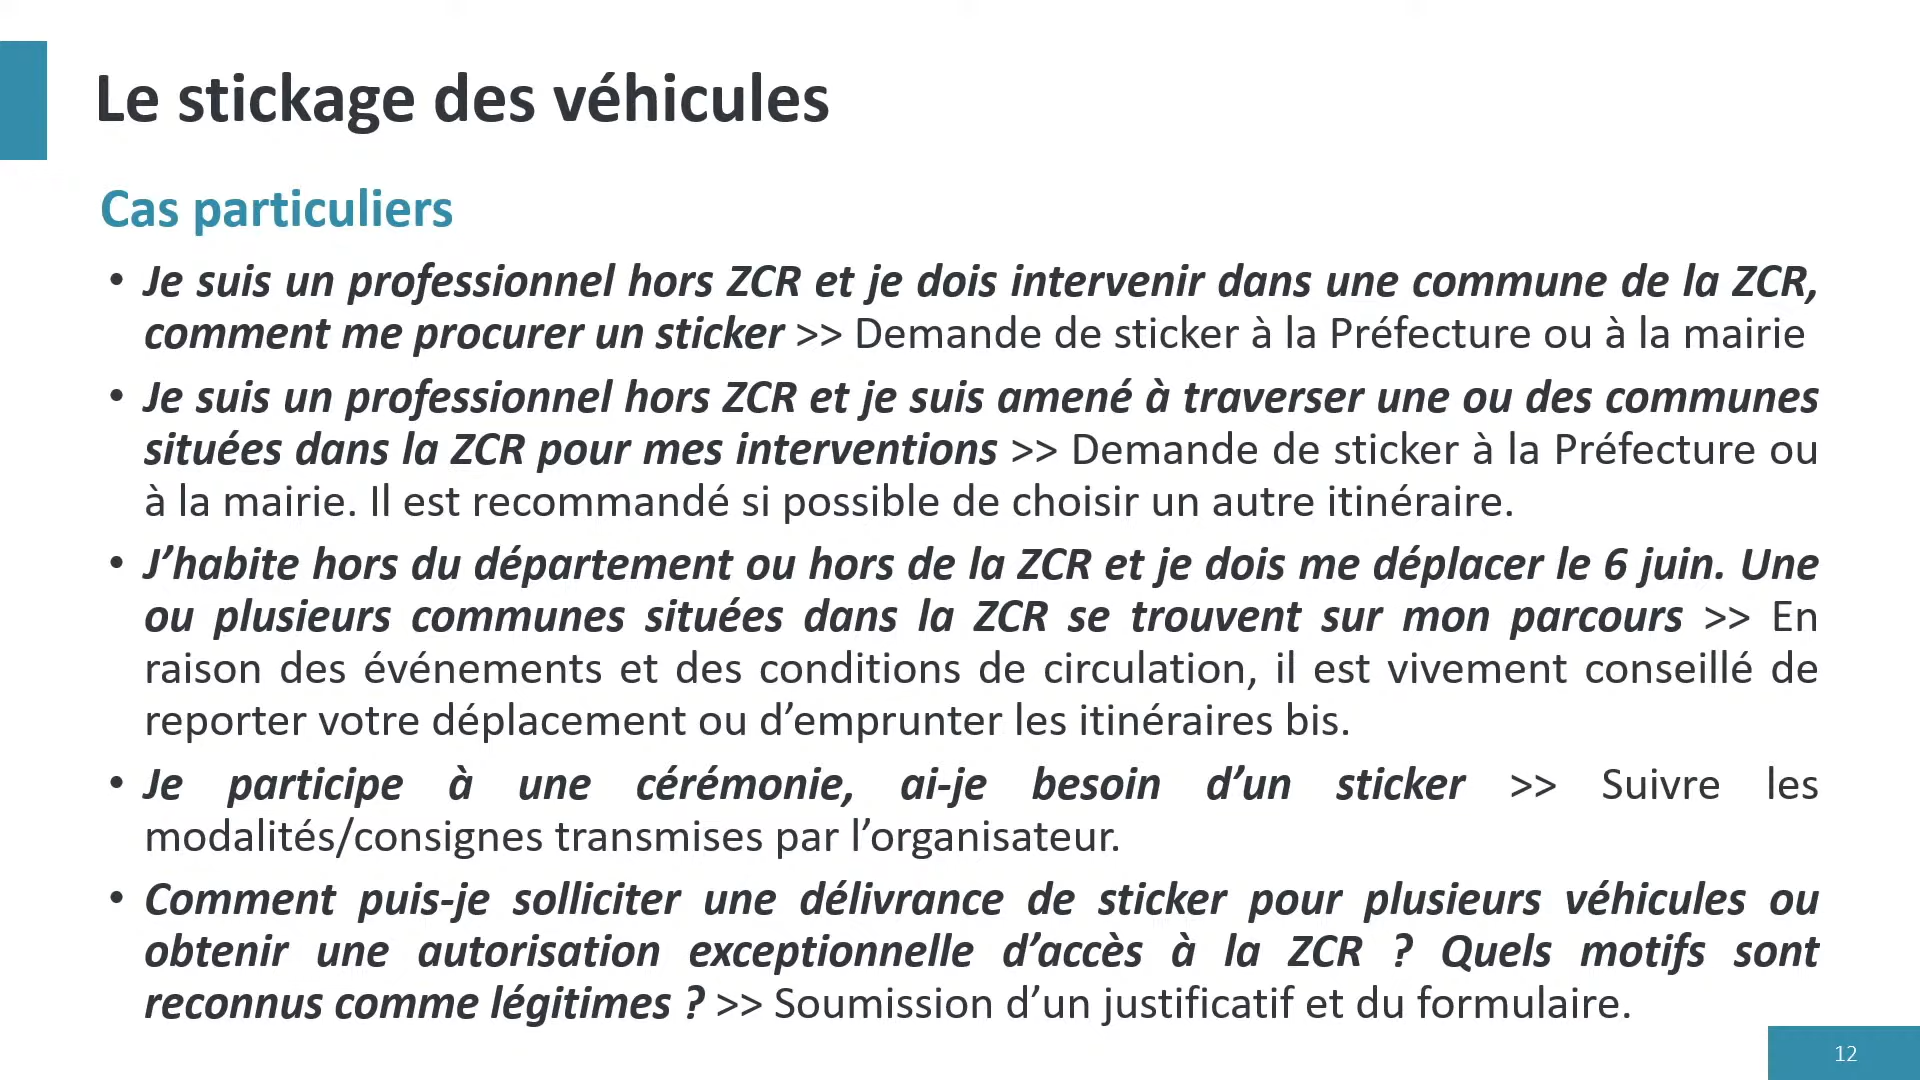 Le stickage des véhicules
Cas particuliers
• Je suis un professionnel hors ZCR et je dois intervenir dans une commune de la ZCR,
comment me procurer un sticker >> Demande de sticker à la Préfecture ou à la mairie
• Je suis un professionnel hors ZCR et je suis amené à traverser une ou des communes
situées dans la ZCR pour mes interventions >> Demande de sticker à la Préfecture ou
à la mairie. Il est recommandé si possible de choisir un autre itinéraire.
• J’habite hors du département ou hors de la ZCR et je dois me déplacer le 6 juin. Une
ou plusieurs communes situées dans la ZCR se trouvent sur mon parcours >> En
raison des événements et des conditions de circulation, il est vivement conseillé de
reporter votre déplacement ou d’emprunter les itinéraires bis.
• Je participe à une cérémonie, ai-je besoin d’un sticker >> Suivre les
modalités/consignes transmises par l’organisateur.
• Comment puis-je solliciter une délivrance de sticker pour plusieurs véhicules ou
obtenir une autorisation exceptionnelle d’accès à la ZCR ? Quels motifs sont
reconnus comme légitimes ? >> Soumission d’un justificatif et du formulaire.
12